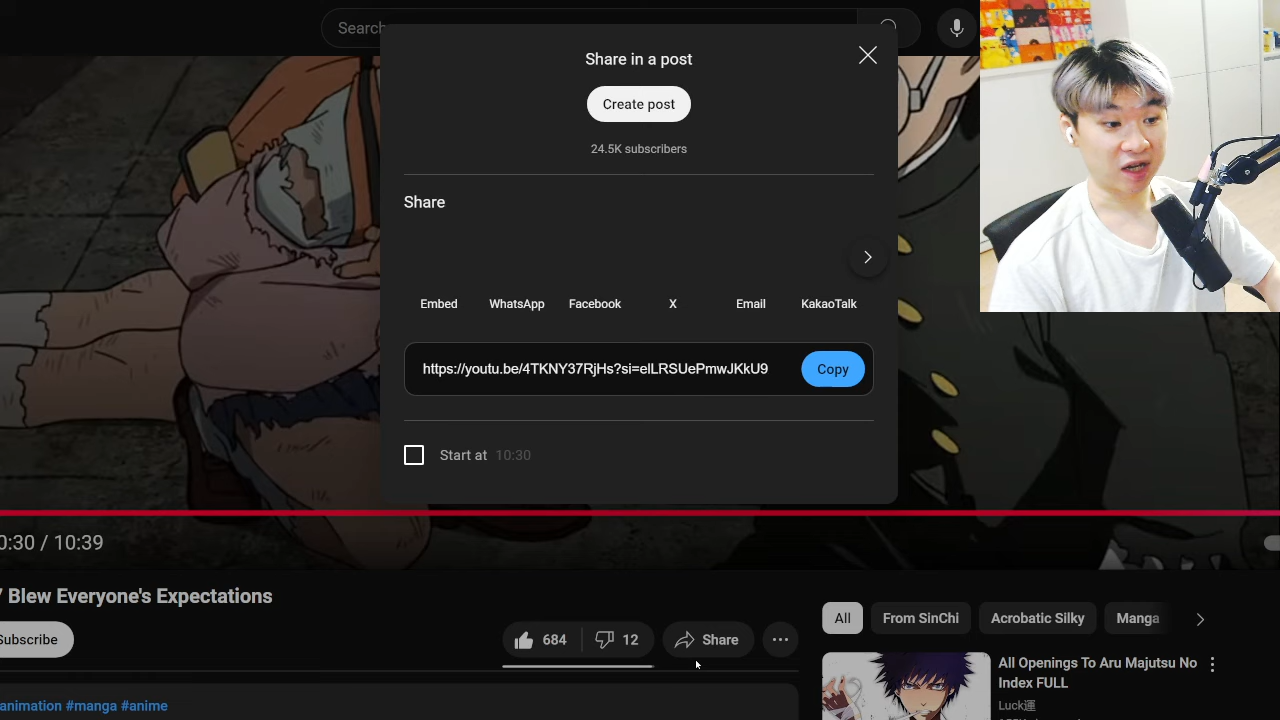 Search
Share in a post
Create post
24.5K subscribers
Share
Embed
WhatsApp
Facebook
X
Email
KakaoTalk
https://youtu.be/4TKNY37RjHs?si=elLRSUePmwJKkU9
Copy
Start at 10:30
0:30 / 10:39
Blew Everyone's Expectations
Subscribe
684
12
Share
All
From SinChi
Acrobatic Silky
Manga
All Openings To Aru Majutsu No
Index FULL
Luck運
animation #manga #anime